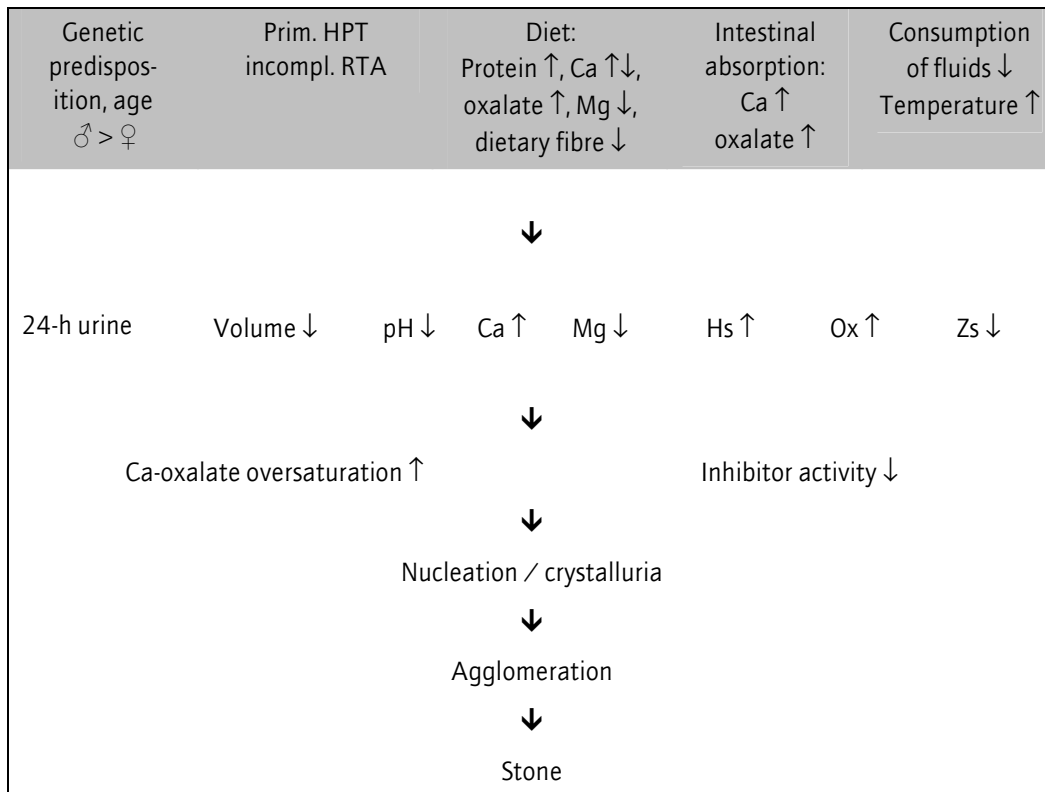 Genetic
predispos-
ition, age
♂ > ♀
Prim. HPT
incompl. RTA
Diet:
Protein ↑, Ca ↑↓,
oxalate ↑, Mg ↓,
dietary fibre ↓
Intestinal
absorption:
Ca ↑
oxalate ↑
Consumption
of fluids ↓
Temperature ↑
↓
24-h urine Volume ↓ pH ↓ Ca ↑ Mg ↓ Hs ↑ Ox ↑ Zs ↓
↓
Ca-oxalate oversaturation ↑ Inhibitor activity ↓
↓
Nucleation / crystalluria
↓
Agglomeration
↓
Stone